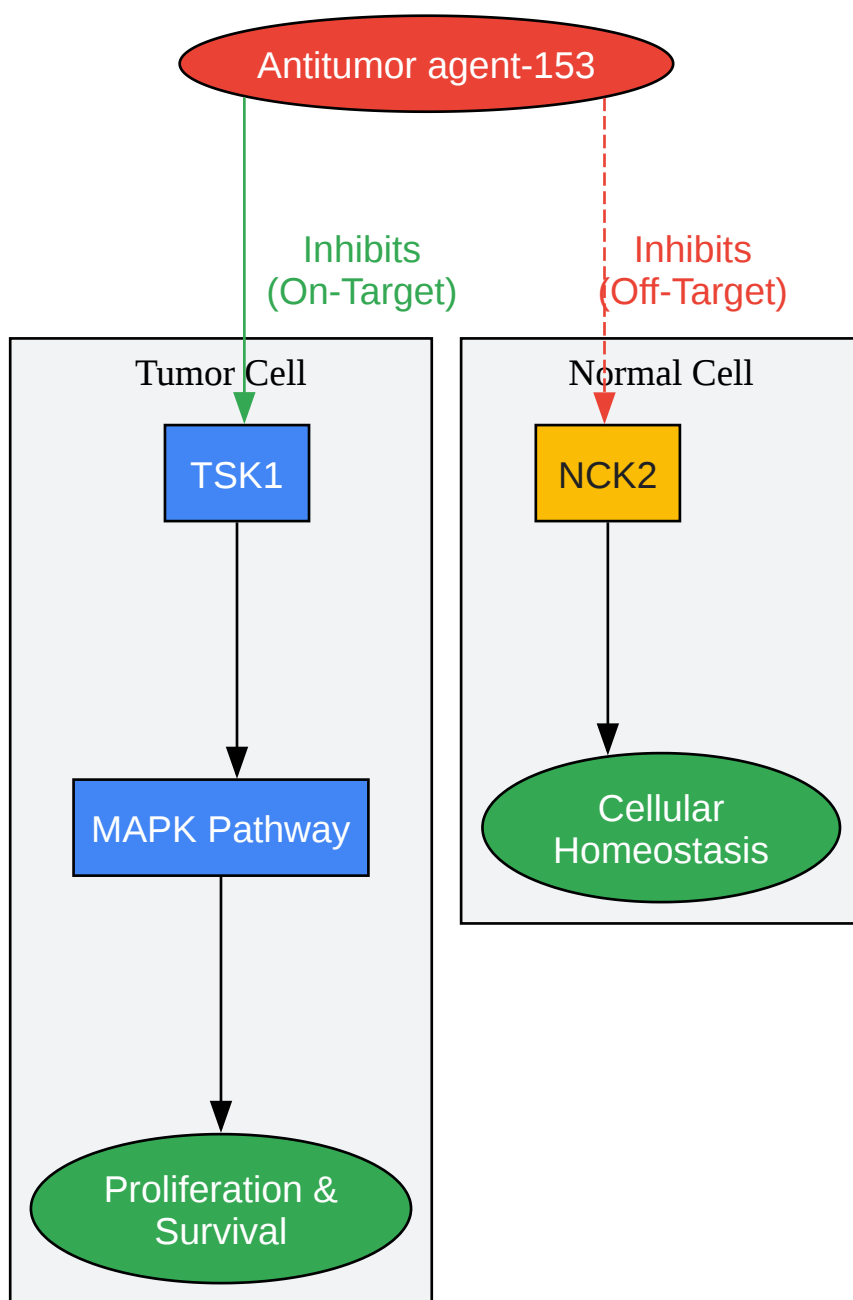 Antitumor agent-153
Inhibits
(On-Target)
Inhibits
(Off-Target)
Tumor Cell
Normal Cell
TSK1
NCK2
MAPK Pathway
Cellular
Homeostasis
Proliferation &
Survival